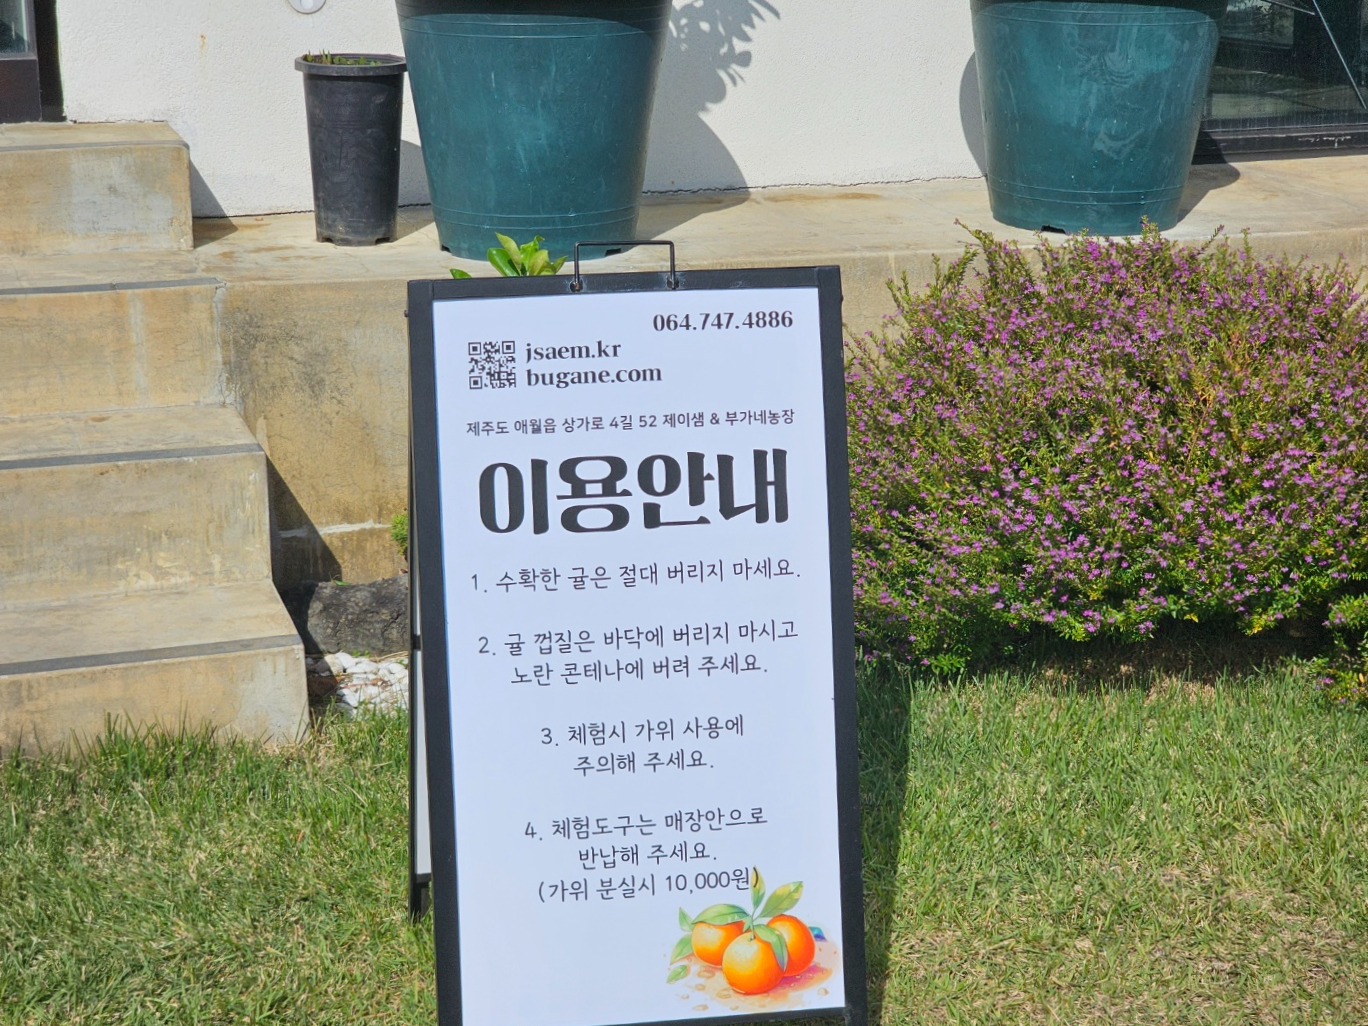 064.747.4886
jsaem.kr
bugane.com
제주도 애월읍 상가로 4길 52 제이샘 & 부가네농장
이용안내
1. 수확한 귤은 절대 버리지 마세요.
2. 귤 껍질은 바닥에 버리지 마시고
노란 콘테나에 버려 주세요.
3. 체험시 가위 사용에
주의해 주세요.
4. 체험도구는 매장안으로
반납해 주세요.
(가위 분실시 10,000원)